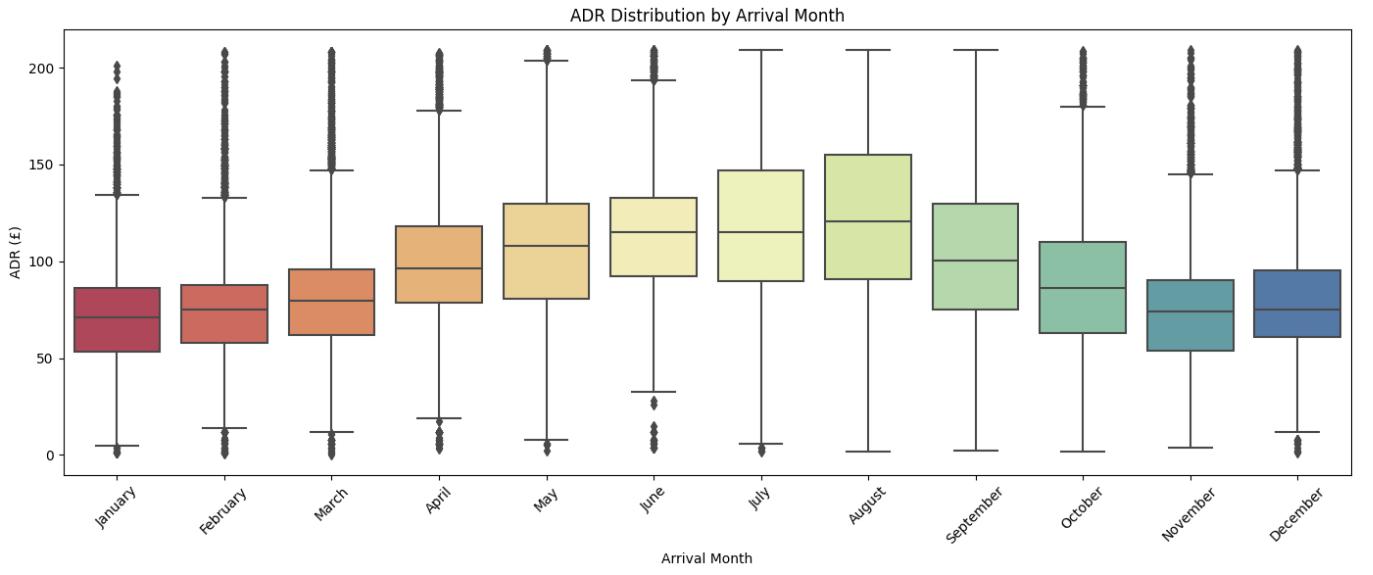 ADR Distribution by Arrival Month
ADR (£)
200
150
100
50
0
January
February
March
April
May
June
July
August
September
October
November
December
Arrival Month